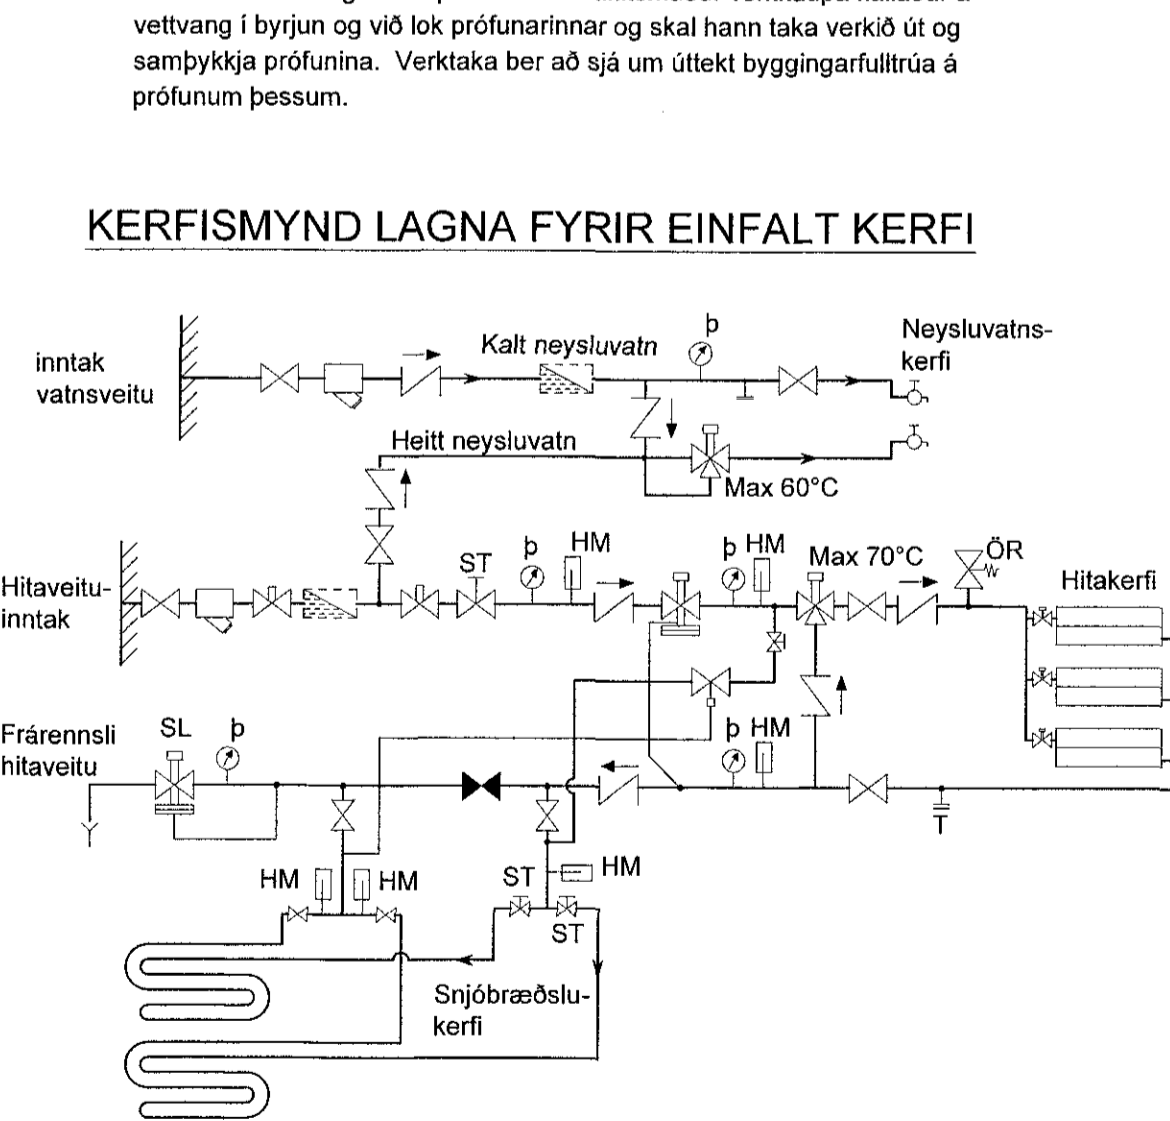 vettvang í byrjun og við lok prófunarinnar og skal hann taka verkið út og
samþykkja prófunina.  Verktaka ber að sjá um úttekt byggingarfulltrúa á
prófunum þessum.
KERFISMYND LAGNA FYRIR EINFALT KERFI
inntak
vatnsveitu
Kalt neysluvatn
þ
Neysluvatns-
kerfi
Heitt neysluvatn
Max 60°C
Hitaveitu-
inntak
ST
þ
HM
þ HM
Max 70°C
ÖR
Hitakerfi
Frárennsli
hitaveitu
SL
þ
þ HM
HM
HM
ST
HM
ST
Snjóbræðslu-
kerfi